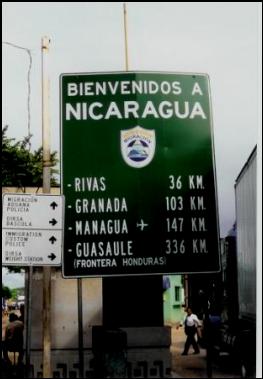 BIENVENIDOS A
NICARAGUA
- RIVAS 36 KM.
- GRANADA 103 KM.
- MANAGUA 147 KM.
- GUASAULE 336 KM.
(FRONTERA HONDURAS)
MIGRACIÓN
ADUANA
POLICIA
DIRSA
BASCULA
IMMIGRATION
CUSTOM
POLICE
DIRSA
WEIGHT STATION